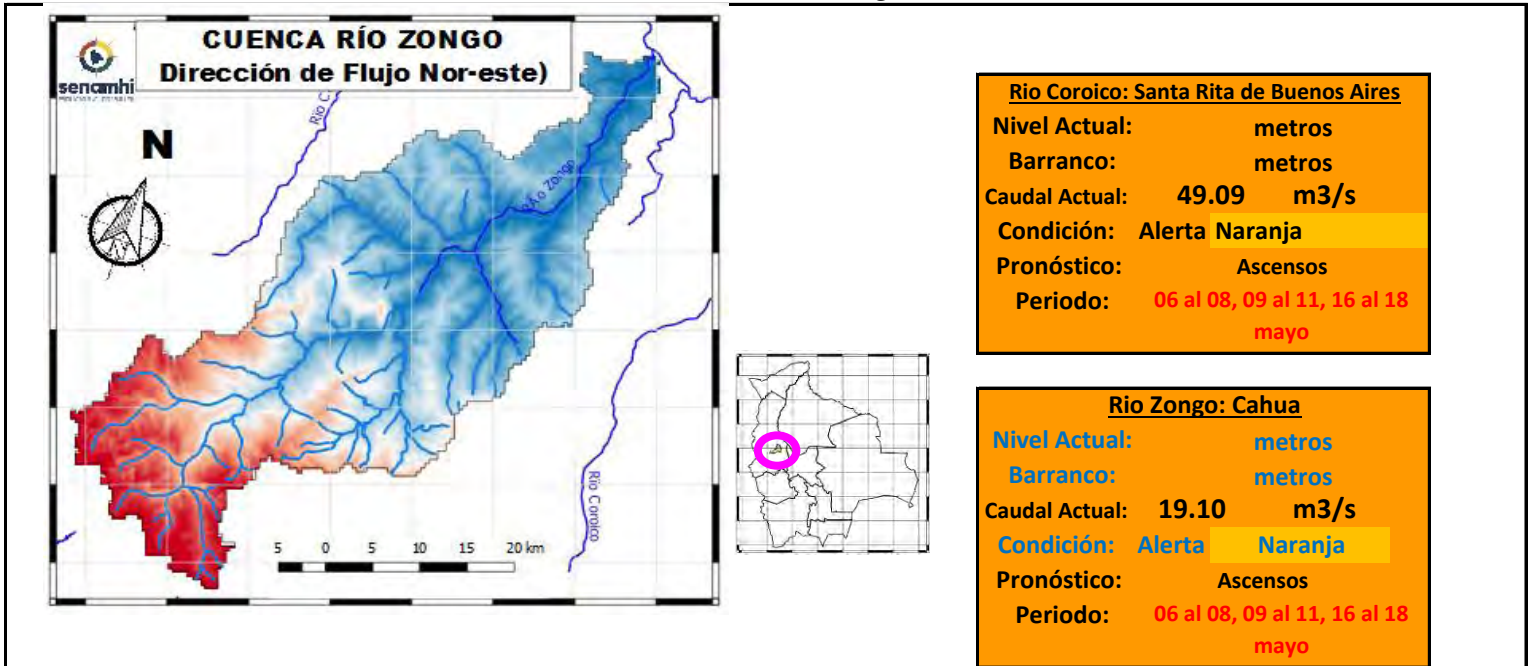 CUENCA RÍO ZONGO
Dirección de Flujo Nor-este)
senamhi
N
Rio C
RÃo Zongo
Rio Coroico
5 0 5 10 15 20 km
Rio Coroico: Santa Rita de Buenos Aires
Nivel Actual: metros
Barranco: metros
Caudal Actual: 49.09 m3/s
Condición: Alerta Naranja
Pronóstico: Ascensos
Periodo: 06 al 08, 09 al 11, 16 al 18
mayo
Rio Zongo: Cahua
Nivel Actual: metros
Barranco: metros
Caudal Actual: 19.10 m3/s
Condición: Alerta Naranja
Pronóstico: Ascensos
Periodo: 06 al 08, 09 al 11, 16 al 18
mayo